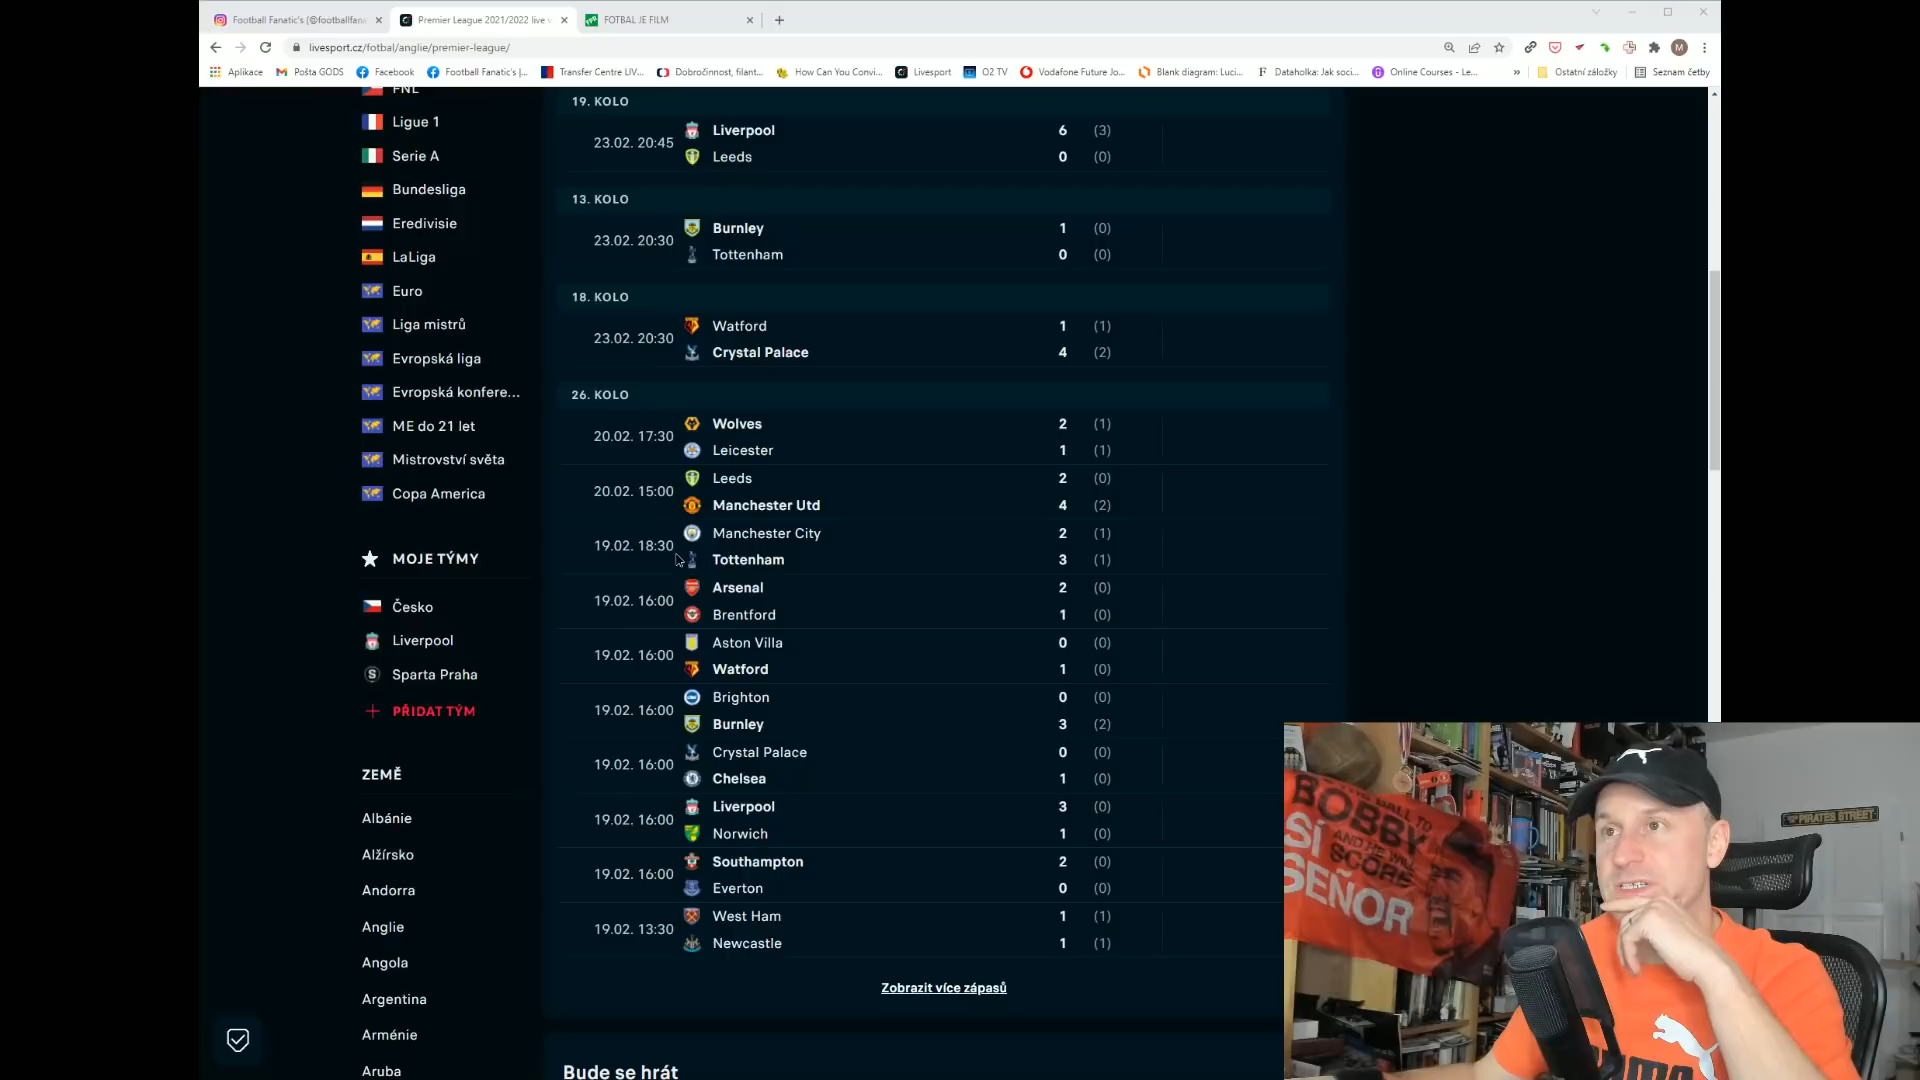 Football Fanatic's (@footballfana
Premier League 2021/2022 live v
FOTBAL JE FILM
livesport.cz/fotbal/anglie/premier-league/
M
Aplikace
Pošta GODS
Facebook
Football Fanatic's |...
Transfer Centre LIV...
Dobročinnost, filant...
How Can You Convi...
Livesport
O2 TV
Vodafone Future Jo...
Blank diagram: Luci...
Dataholka: Jak soci...
Online Courses - Le...
»
Ostatní záložky
Seznam četby
FNL
Ligue 1
Serie A
Bundesliga
Eredivisie
LaLiga
Euro
Liga mistrů
Evropská liga
Evropská konfere...
ME do 21 let
Mistrovství světa
Copa America
MOJE TÝMY
Česko
Liverpool
Sparta Praha
PŘIDAT TÝM
ZEMĚ
Albánie
Alžírsko
Andorra
Anglie
Angola
Argentina
Arménie
Aruba
19. KOLO
23.02. 20:45
Liverpool 6 (3)
Leeds 0 (0)
13. KOLO
23.02. 20:30
Burnley 1 (0)
Tottenham 0 (0)
18. KOLO
23.02. 20:30
Watford 1 (1)
Crystal Palace 4 (2)
26. KOLO
20.02. 17:30
Wolves 2 (1)
Leicester 1 (1)
20.02. 15:00
Leeds 2 (0)
Manchester Utd 4 (2)
19.02. 18:30
Manchester City 2 (1)
Tottenham 3 (1)
19.02. 16:00
Arsenal 2 (0)
Brentford 1 (0)
19.02. 16:00
Aston Villa 0 (0)
Watford 1 (0)
19.02. 16:00
Brighton 0 (0)
Burnley 3 (2)
19.02. 16:00
Crystal Palace 0 (0)
Chelsea 1 (0)
19.02. 16:00
Liverpool 3 (0)
Norwich 1 (0)
19.02. 16:00
Southampton 2 (0)
Everton 0 (0)
19.02. 13:30
West Ham 1 (1)
Newcastle 1 (1)
Zobrazit více zápasů
Bude se hrát
BALL TO
BOBBY
AND HE WILL
SCORE
SÍ
SEÑOR
PIRATES STREET
PUMA